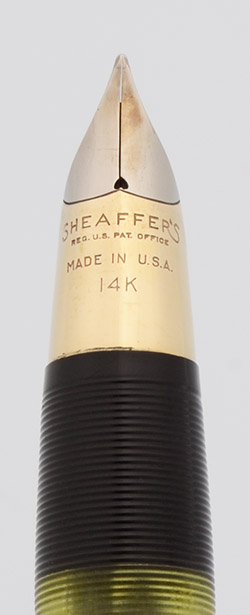 SHEAFFER'S
REG. U.S. PAT. OFFICE
MADE IN U.S.A.
14K